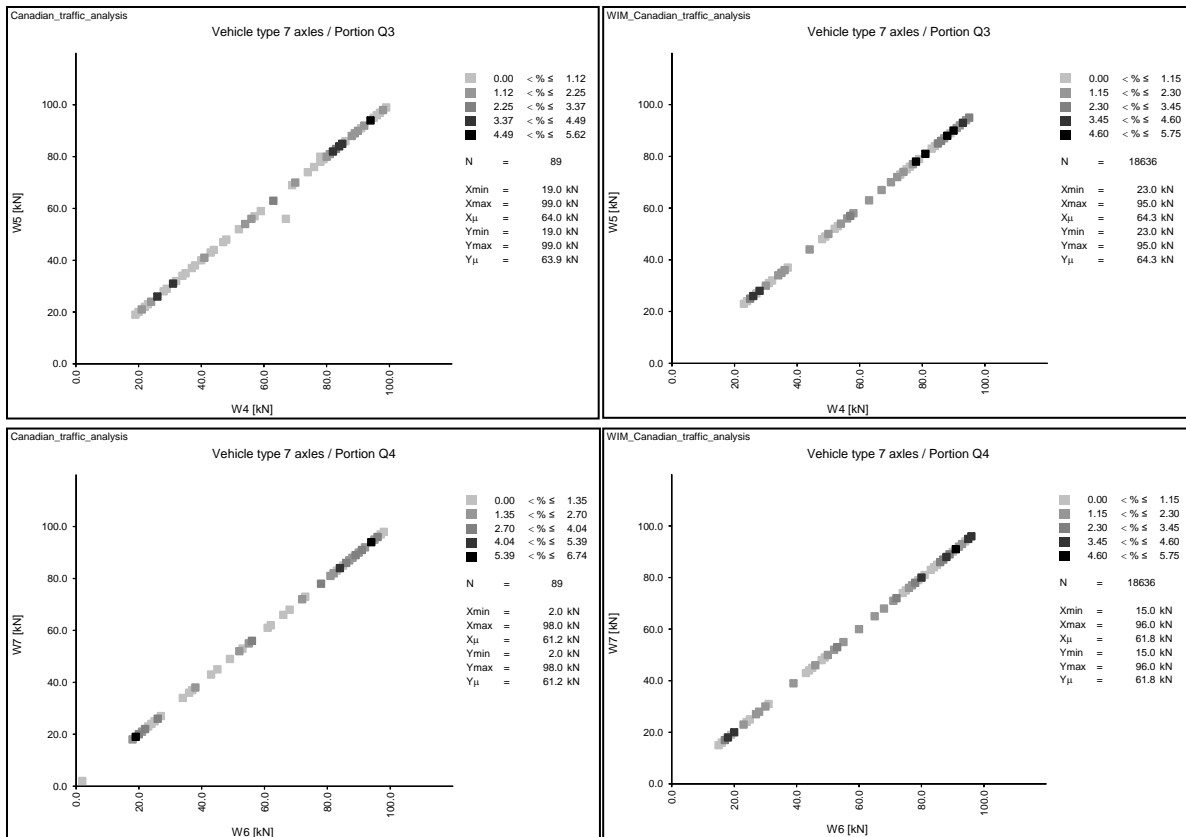 Canadian_traffic_analysis
Vehicle type 7 axles / Portion Q3
W5 [kN]
100.0
80.0
60.0
40.0
20.0
0.0
0.0
20.0
40.0
60.0
80.0
100.0
W4 [kN]
0.00 < % ≤ 1.12
1.12 < % ≤ 2.25
2.25 < % ≤ 3.37
3.37 < % ≤ 4.49
4.49 < % ≤ 5.62
N = 89
Xmin = 19.0 kN
Xmax = 99.0 kN
Xμ = 64.0 kN
Ymin = 19.0 kN
Ymax = 99.0 kN
Yμ = 63.9 kN
WIM_Canadian_traffic_analysis
Vehicle type 7 axles / Portion Q3
W5 [kN]
100.0
80.0
60.0
40.0
20.0
0.0
0.0
20.0
40.0
60.0
80.0
100.0
W4 [kN]
0.00 < % ≤ 1.15
1.15 < % ≤ 2.30
2.30 < % ≤ 3.45
3.45 < % ≤ 4.60
4.60 < % ≤ 5.75
N = 18636
Xmin = 23.0 kN
Xmax = 95.0 kN
Xμ = 64.3 kN
Ymin = 23.0 kN
Ymax = 95.0 kN
Yμ = 64.3 kN
Canadian_traffic_analysis
Vehicle type 7 axles / Portion Q4
W7 [kN]
100.0
80.0
60.0
40.0
20.0
0.0
0.0
20.0
40.0
60.0
80.0
100.0
W6 [kN]
0.00 < % ≤ 1.35
1.35 < % ≤ 2.70
2.70 < % ≤ 4.04
4.04 < % ≤ 5.39
5.39 < % ≤ 6.74
N = 89
Xmin = 2.0 kN
Xmax = 98.0 kN
Xμ = 61.2 kN
Ymin = 2.0 kN
Ymax = 98.0 kN
Yμ = 61.2 kN
WIM_Canadian_traffic_analysis
Vehicle type 7 axles / Portion Q4
W7 [kN]
100.0
80.0
60.0
40.0
20.0
0.0
0.0
20.0
40.0
60.0
80.0
100.0
W6 [kN]
0.00 < % ≤ 1.15
1.15 < % ≤ 2.30
2.30 < % ≤ 3.45
3.45 < % ≤ 4.60
4.60 < % ≤ 5.75
N = 18636
Xmin = 15.0 kN
Xmax = 96.0 kN
Xμ = 61.8 kN
Ymin = 15.0 kN
Ymax = 96.0 kN
Yμ = 61.8 kN